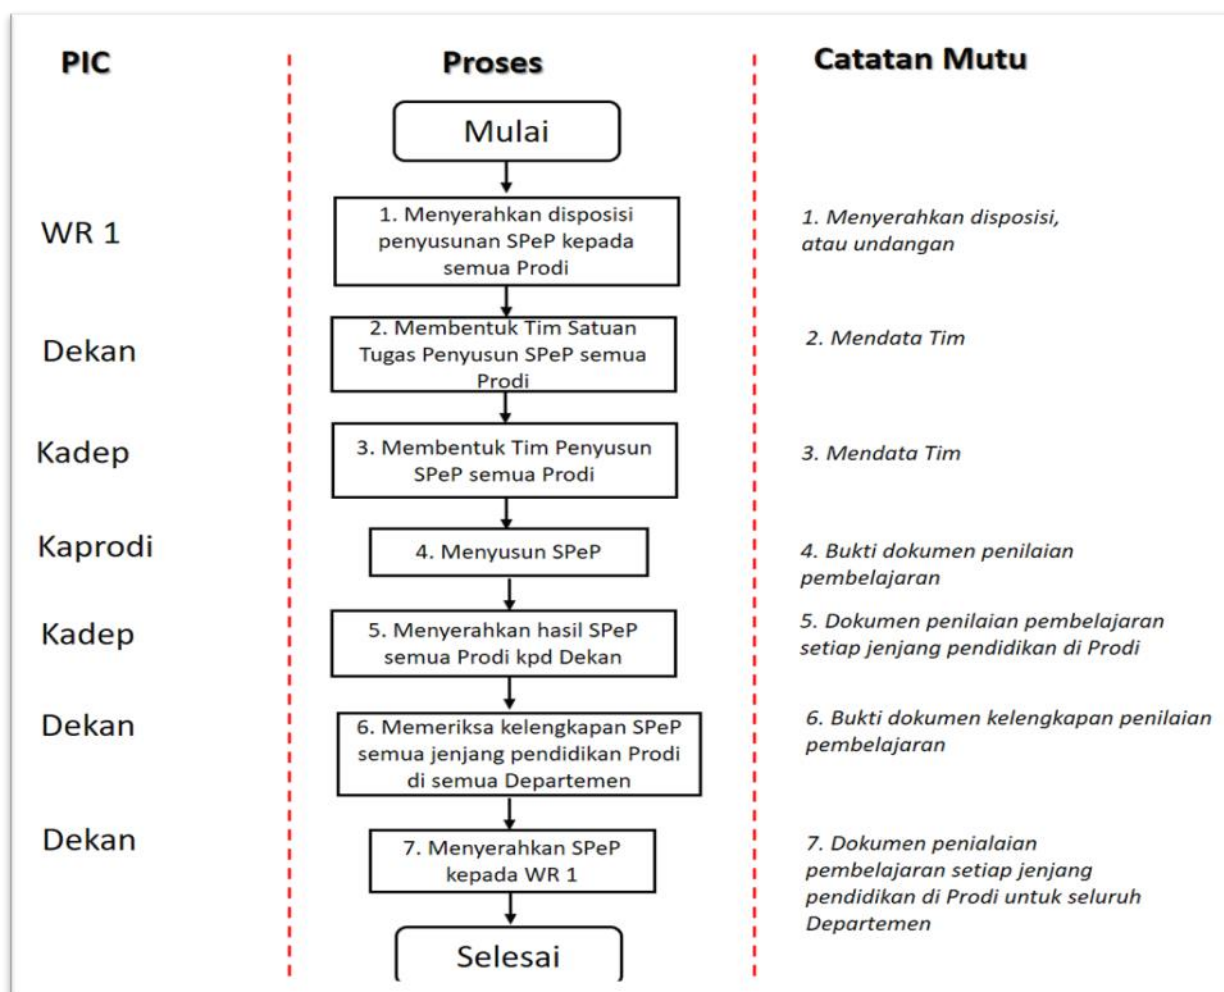 PIC
Proses
Catatan Mutu
Mulai
WR 1
1. Menyerahkan disposisi
penyusunan SPeP kepada
semua Prodi
1. Menyerahkan disposisi,
atau undangan
Dekan
2. Membentuk Tim Satuan
Tugas Penyusun SPeP semua
Prodi
2. Mendata Tim
Kadep
3. Membentuk Tim Penyusun
SPeP semua Prodi
3. Mendata Tim
Kaprodi
4. Menyusun SPeP
4. Bukti dokumen penilaian
pembelajaran
Kadep
5. Menyerahkan hasil SPeP
semua Prodi kpd Dekan
5. Dokumen penilaian pembelajaran
setiap jenjang pendidikan di Prodi
Dekan
6. Memeriksa kelengkapan SPeP
semua jenjang pendidikan Prodi
di semua Departemen
6. Bukti dokumen kelengkapan penilaian
pembelajaran
Dekan
7. Menyerahkan SPeP
kepada WR 1
7. Dokumen penialaian
pembelajaran setiap jenjang
pendidikan di Prodi untuk seluruh
Departemen
Selesai